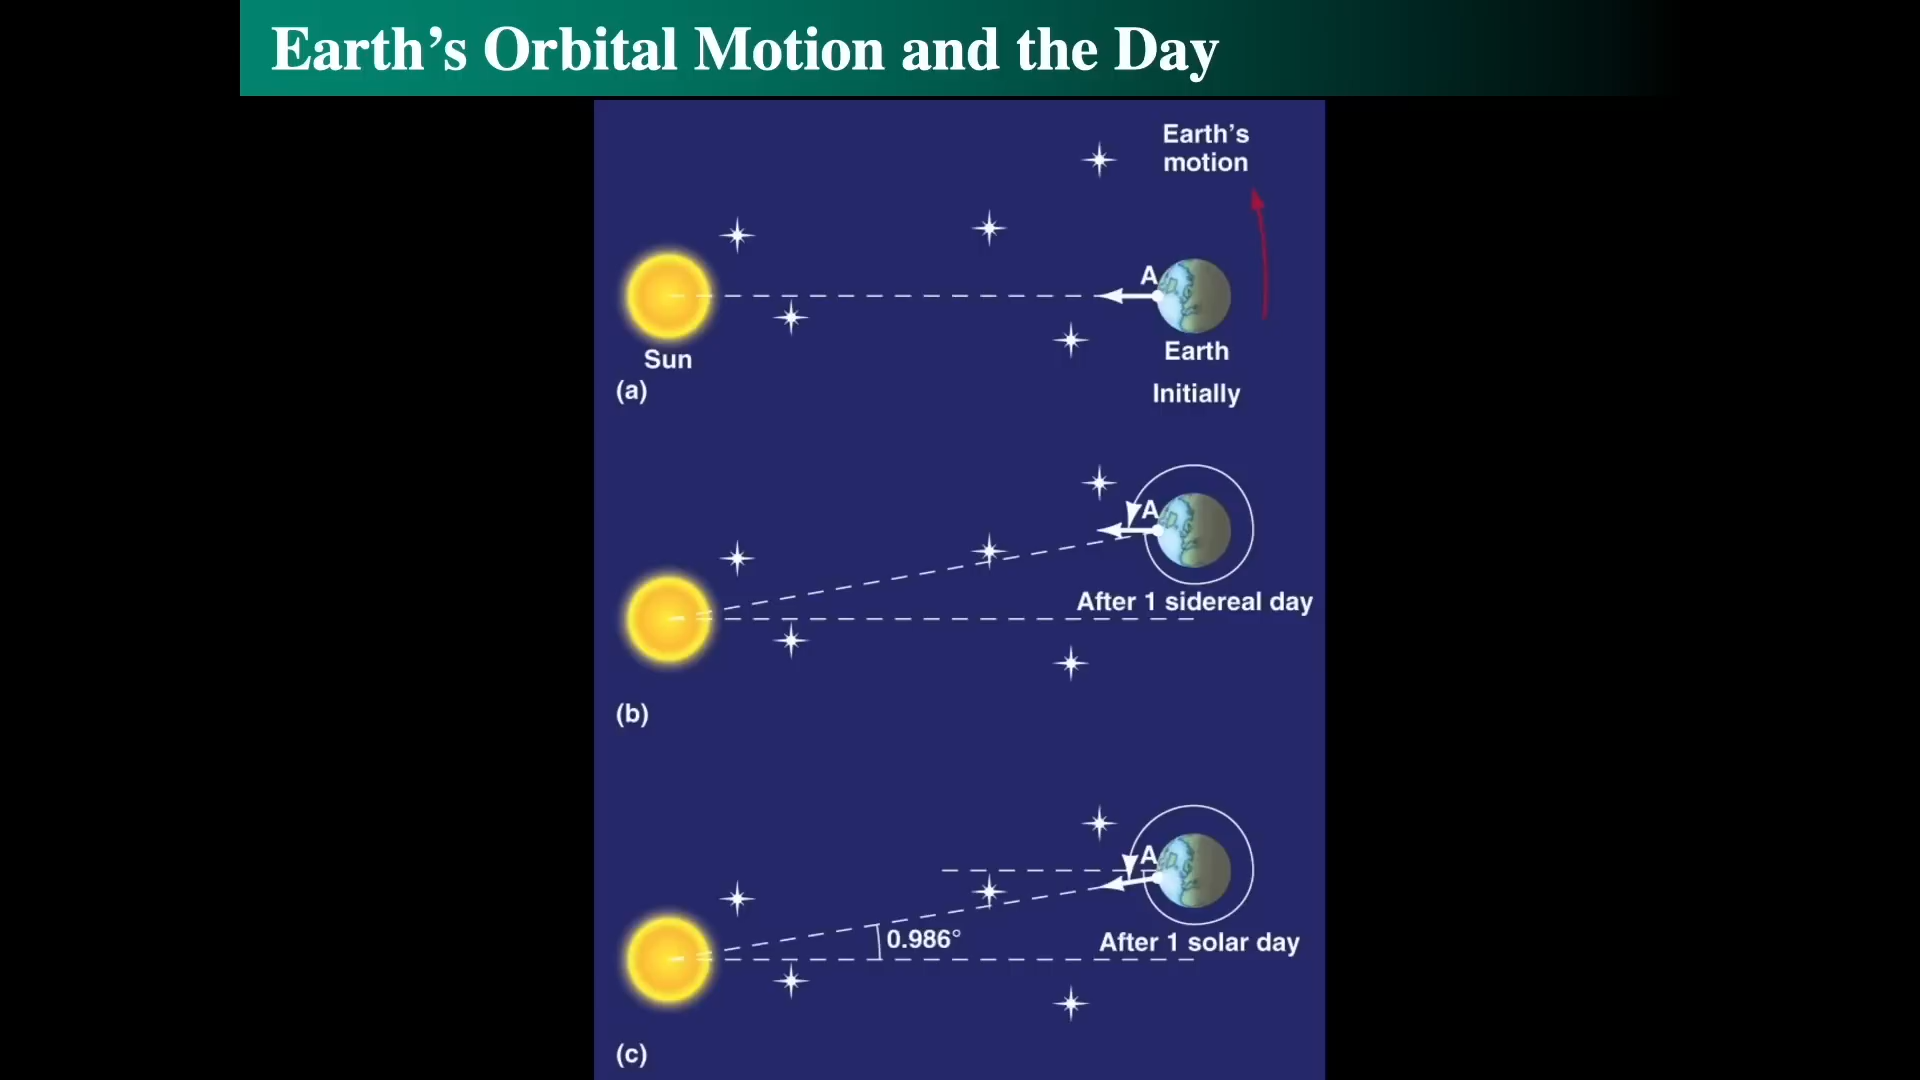 Earth’s Orbital Motion and the Day
Earth’s
motion
A
Sun
Earth
(a)
Initially
A
After 1 sidereal day
(b)
A
0.986°
After 1 solar day
(c)